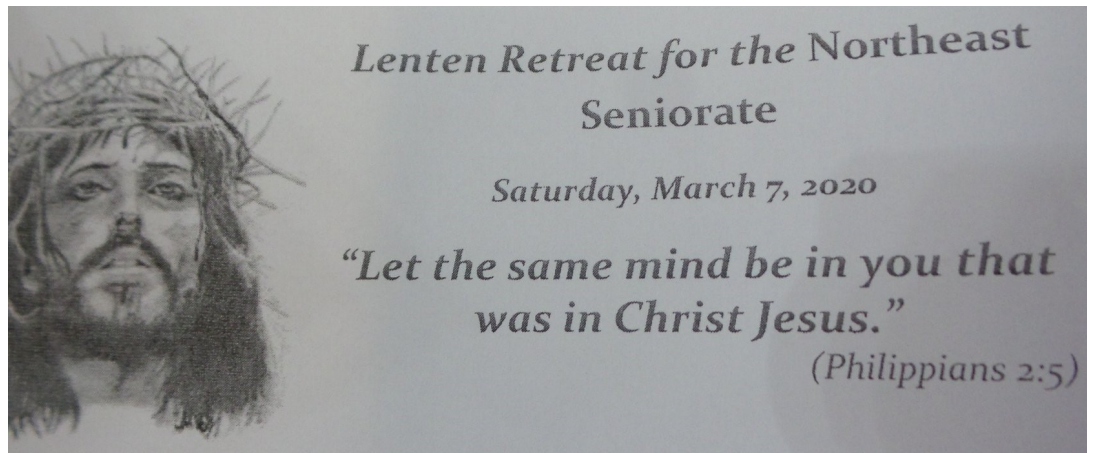 Lenten Retreat for the Northeast
Seniorate
Saturday, March 7, 2020
“Let the same mind be in you that
was in Christ Jesus.”
(Philippians 2:5)